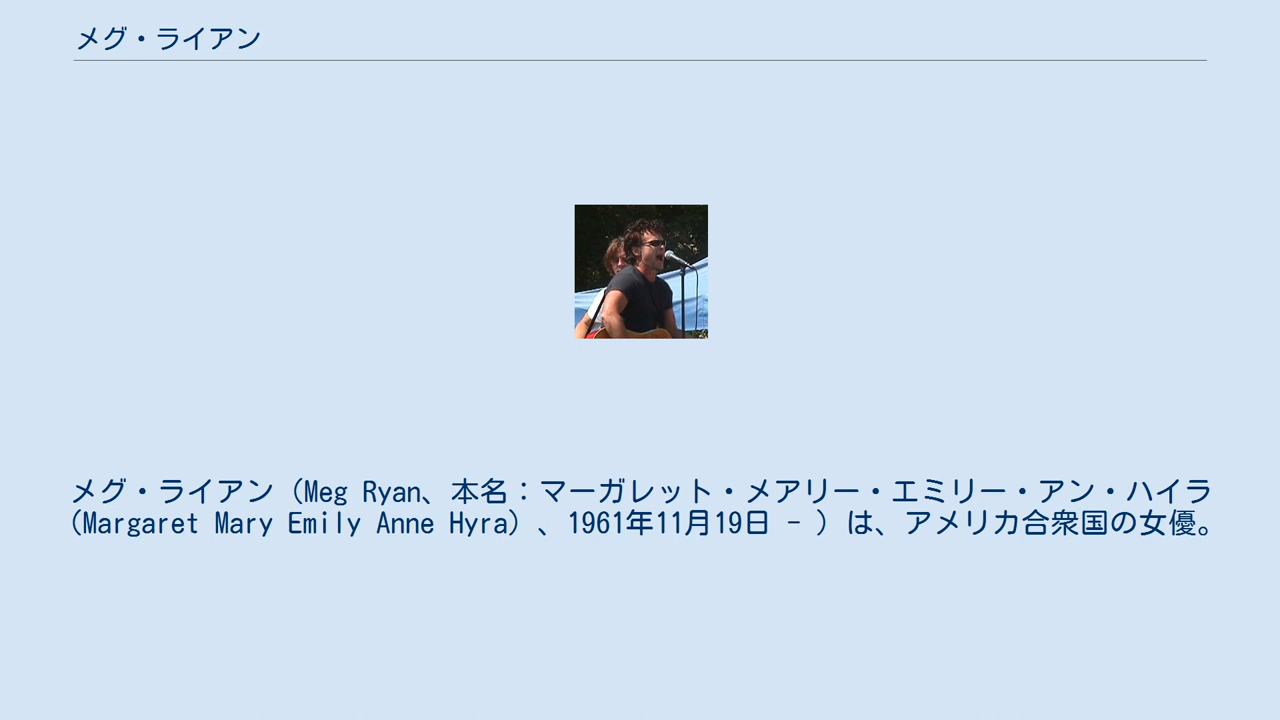 メグ・ライアン
メグ・ライアン（Meg Ryan、本名：マーガレット・メアリー・エミリー・アン・ハイラ
(Margaret Mary Emily Anne Hyra）、1961年11月19日 - ）は、アメリカ合衆国の女優。